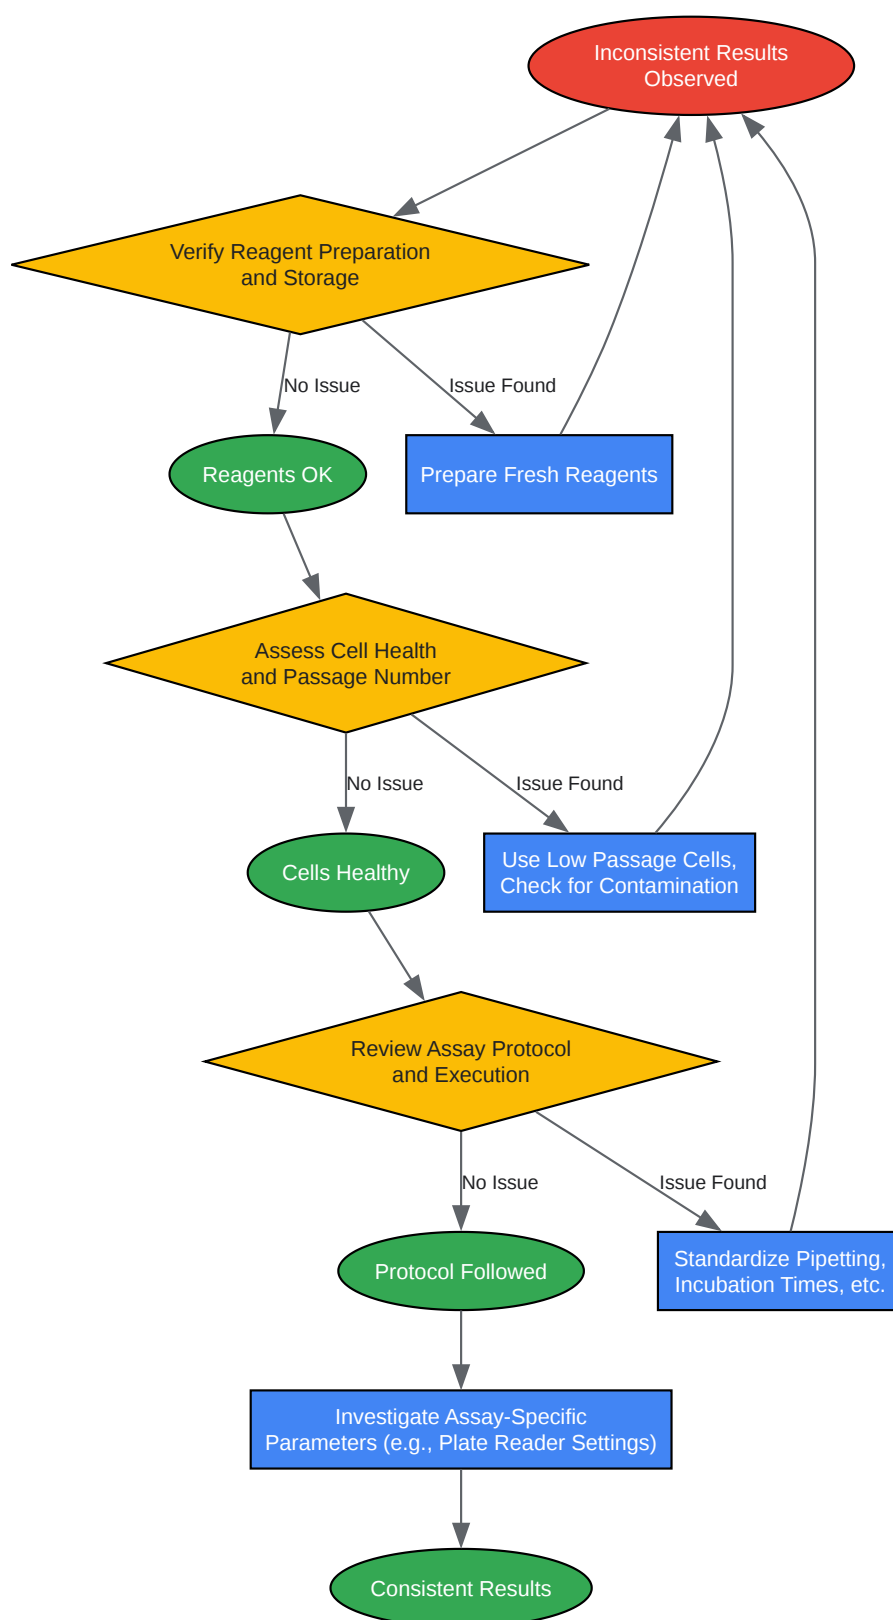 Inconsistent Results
Observed
Verify Reagent Preparation
and Storage
No Issue
Issue Found
Reagents OK
Prepare Fresh Reagents
Assess Cell Health
and Passage Number
No Issue
Issue Found
Cells Healthy
Use Low Passage Cells,
Check for Contamination
Review Assay Protocol
and Execution
No Issue
Issue Found
Protocol Followed
Standardize Pipetting,
Incubation Times, etc.
Investigate Assay-Specific
Parameters (e.g., Plate Reader Settings)
Consistent Results